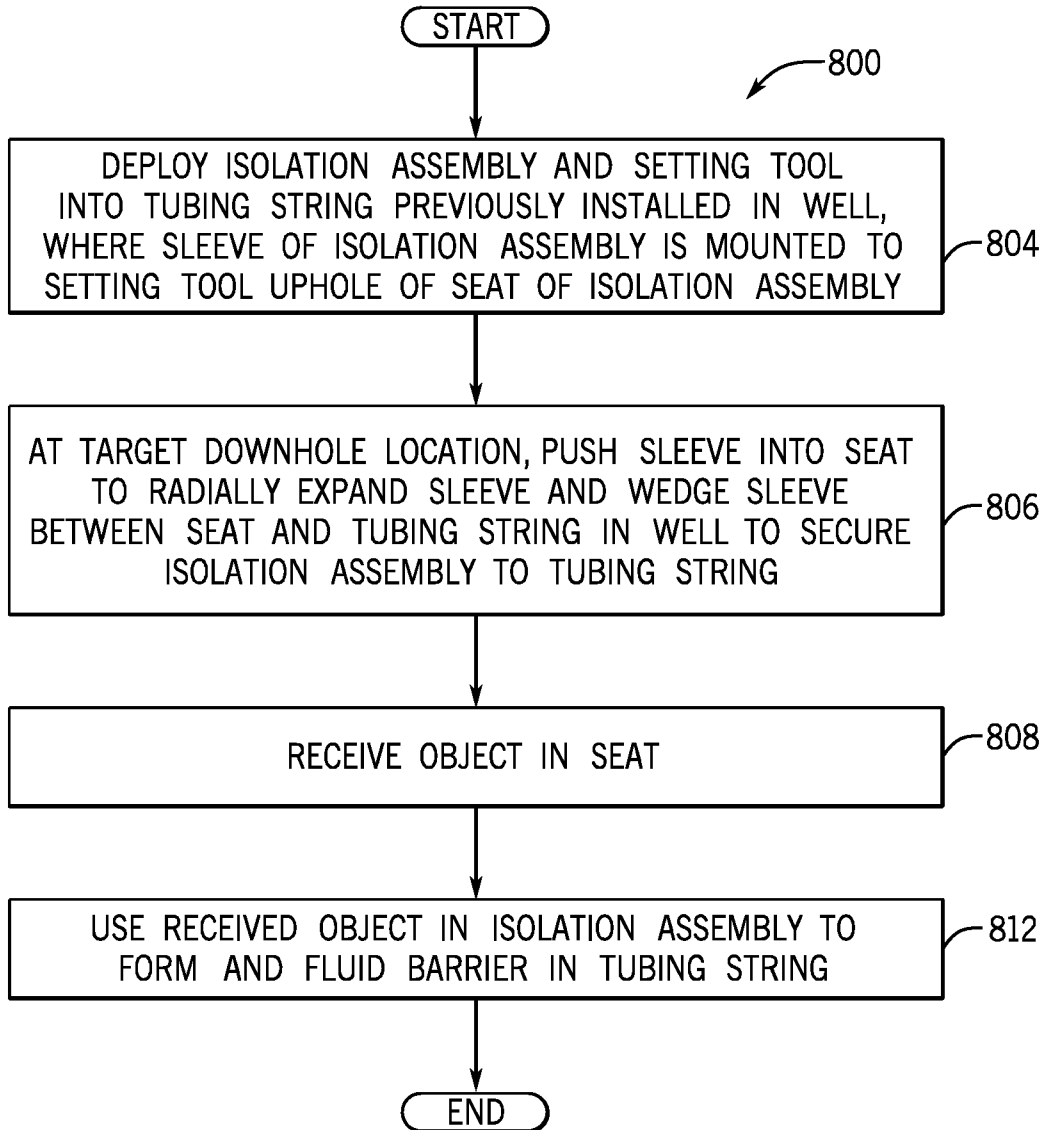 START
800
DEPLOY ISOLATION ASSEMBLY AND SETTING TOOL
INTO TUBING STRING PREVIOUSLY INSTALLED IN WELL,
WHERE SLEEVE OF ISOLATION ASSEMBLY IS MOUNTED TO
SETTING TOOL UPHOLE OF SEAT OF ISOLATION ASSEMBLY
804
AT TARGET DOWNHOLE LOCATION, PUSH SLEEVE INTO SEAT
TO RADIALLY EXPAND SLEEVE AND WEDGE SLEEVE
BETWEEN SEAT AND TUBING STRING IN WELL TO SECURE
ISOLATION ASSEMBLY TO TUBING STRING
806
RECEIVE OBJECT IN SEAT
808
USE RECEIVED OBJECT IN ISOLATION ASSEMBLY TO
FORM AND FLUID BARRIER IN TUBING STRING
812
END